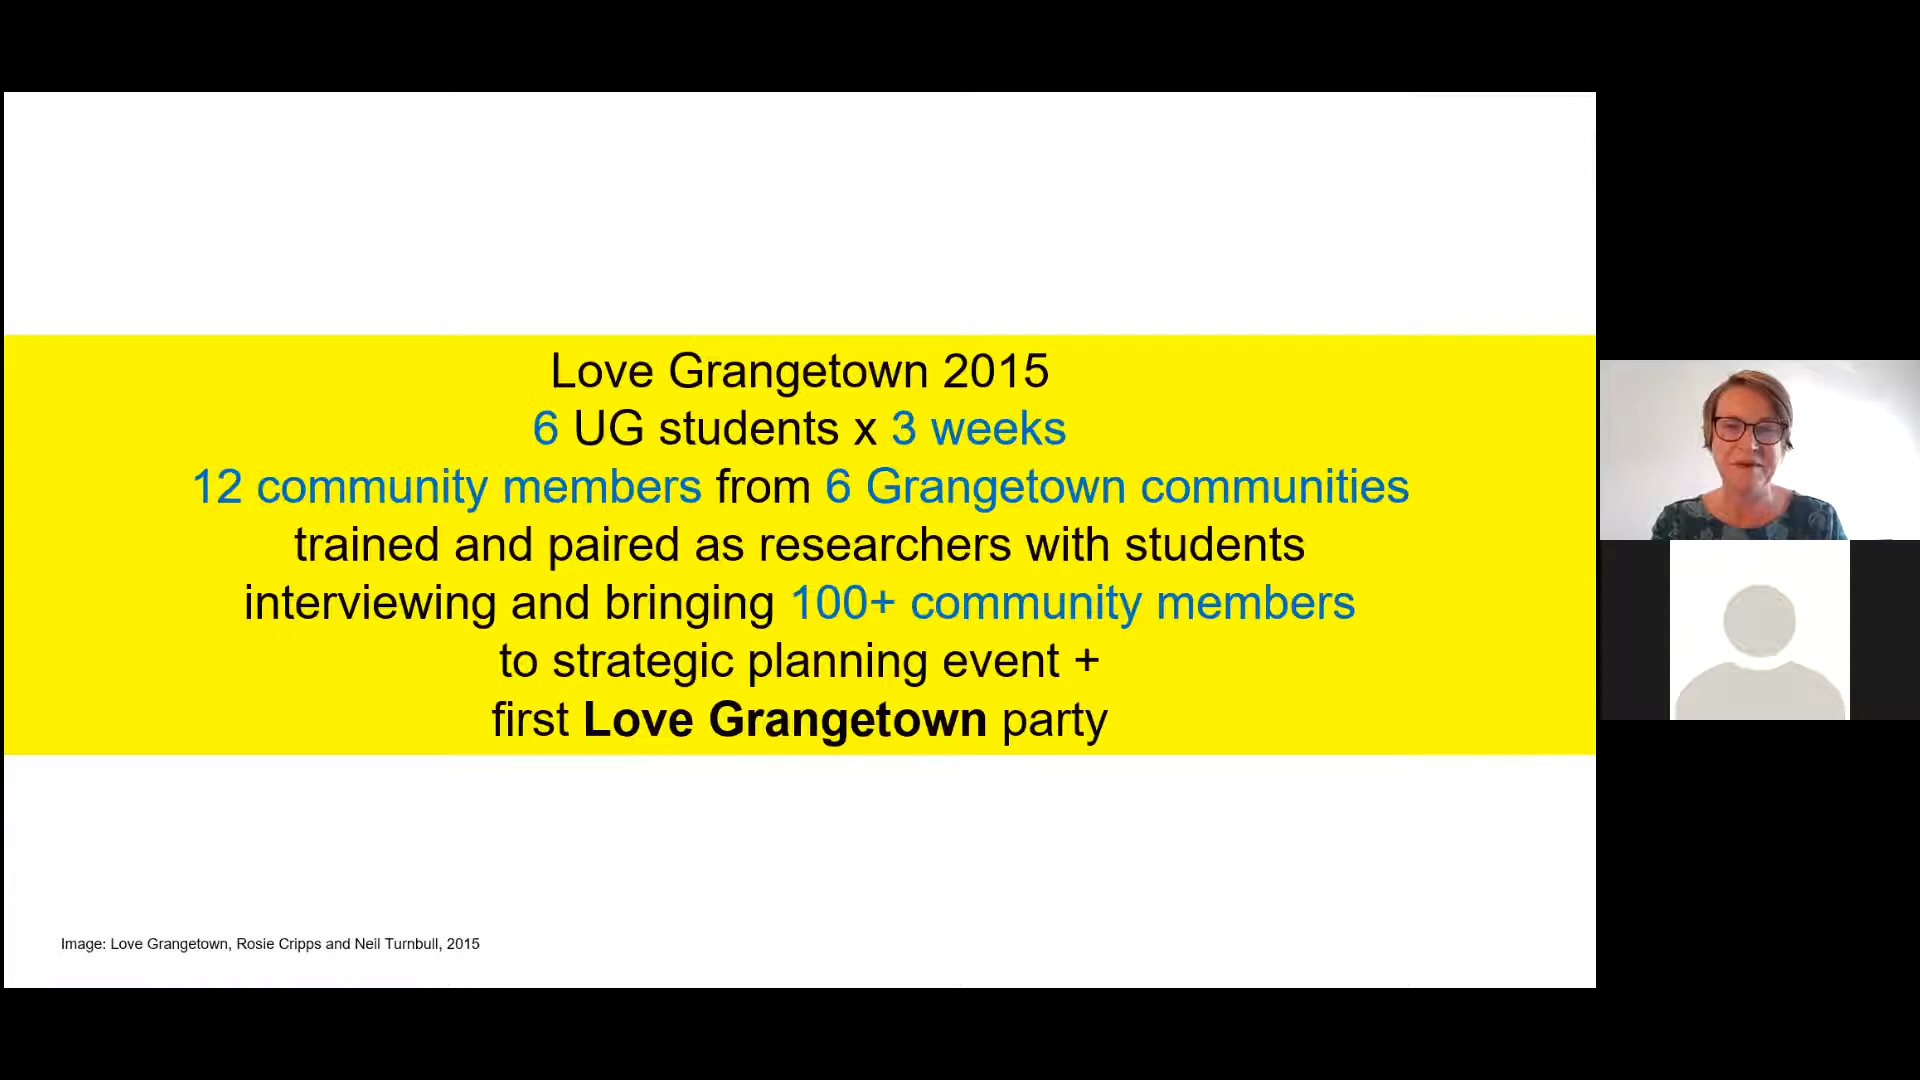 Love Grangetown 2015
6 UG students x 3 weeks
12 community members from 6 Grangetown communities
trained and paired as researchers with students
interviewing and bringing 100+ community members
to strategic planning event +
first Love Grangetown party
Image: Love Grangetown, Rosie Cripps and Neil Turnbull, 2015